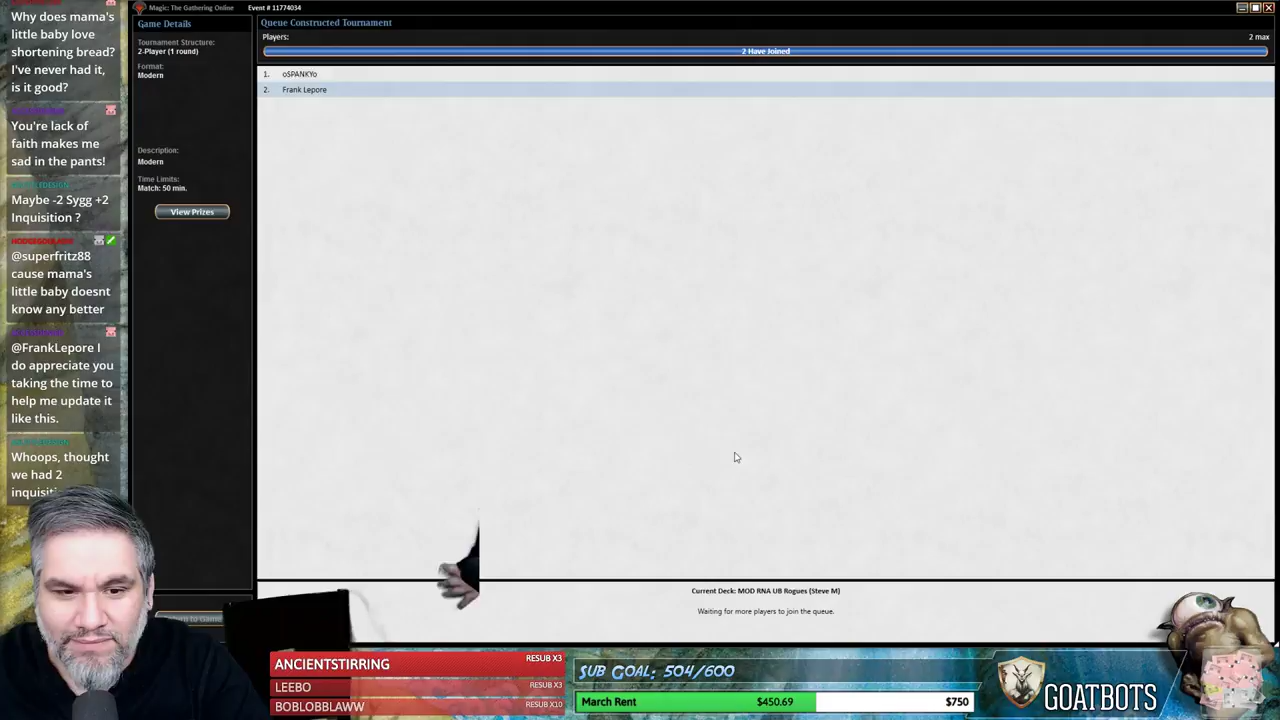 Magic: The Gathering Online Event # 11774034
Why does mama's
little baby love
shortening bread?
I've never had it,
is it good?
You're lack of
faith makes me
sad in the pants!
Maybe -2 Sygg +2
Inquisition ?
@superfritz88
cause mama's
little baby doesnt
know any better
@FrankLepore I
do appreciate you
taking the time to
help me update it
like this.
Whoops, thought
we had 2
Game Details
Tournament Structure:
2-Player (1 round)
Format:
Modern
Description:
Modern
Time Limits:
Match: 50 min.
View Prizes
Queue Constructed Tournament
Players: 2 max
2 Have Joined
1. oSPANKYo
2. Frank Lepore
Current Deck: MOD RNA UB Rogues (Steve M)
Waiting for more players to join the queue.
ANCIENTSTIRRING RESUB X3
LEEBO RESUB X3
BOBLOBBLAWW RESUB X10
SUB GOAL: 504/600
March Rent $450.69 $750
GOATBOTS